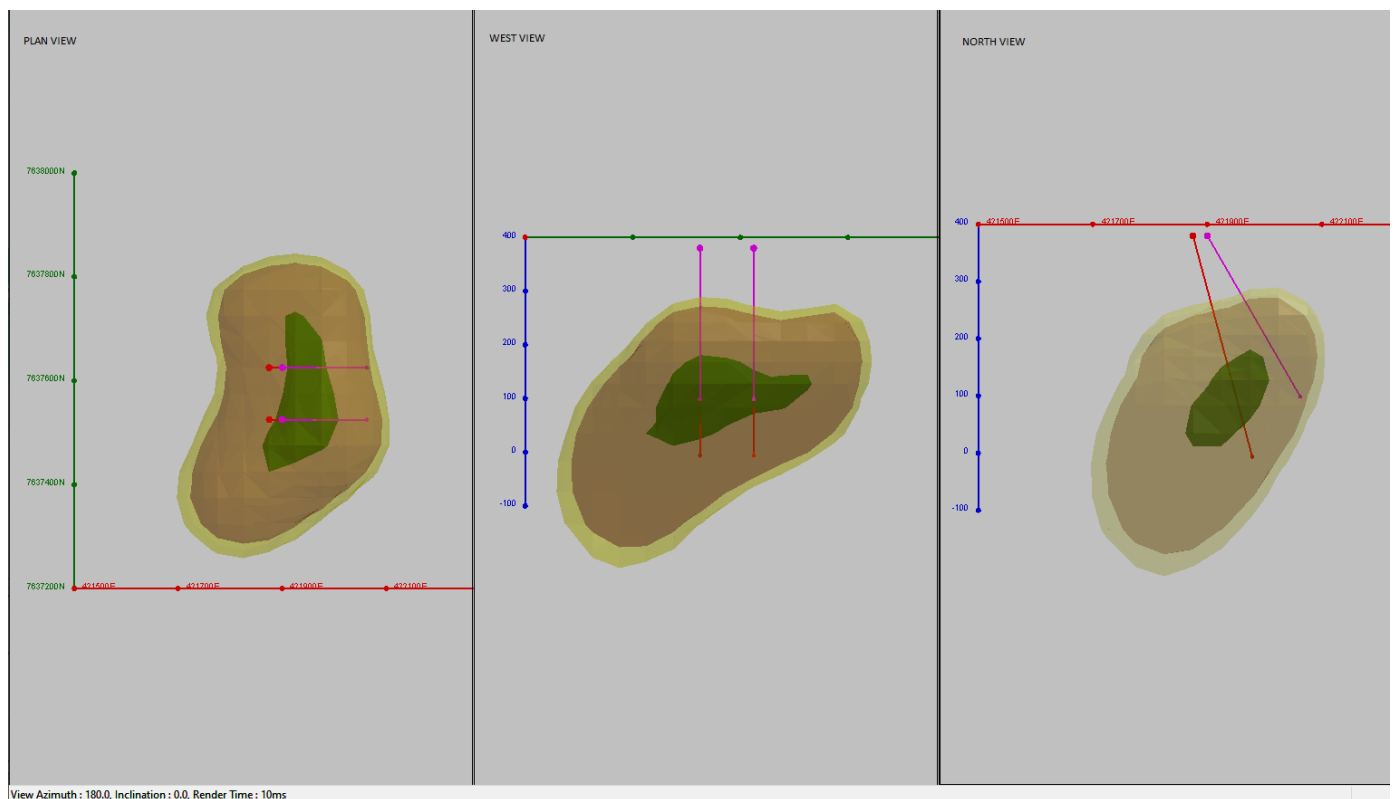 PLAN VIEW
7638000N
7637800N
7637600N
7637400N
7637200N
421500E
421700E
421900E
422100E
WEST VIEW
400
300
200
100
0
-100
NORTH VIEW
400
421500E
421700E
421900E
422100E
300
200
100
0
-100
View Azimuth : 180.0, Inclination : 0.0, Render Time : 10ms